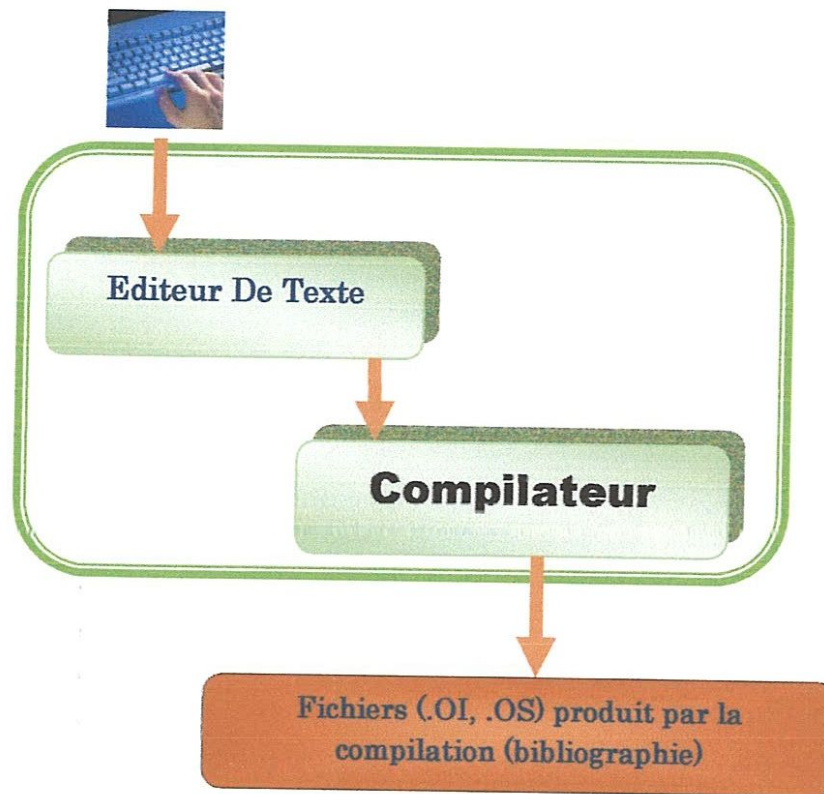 Editeur De Texte
Compilateur
Fichiers (.OI, .OS) produit par la
compilation (bibliographie)